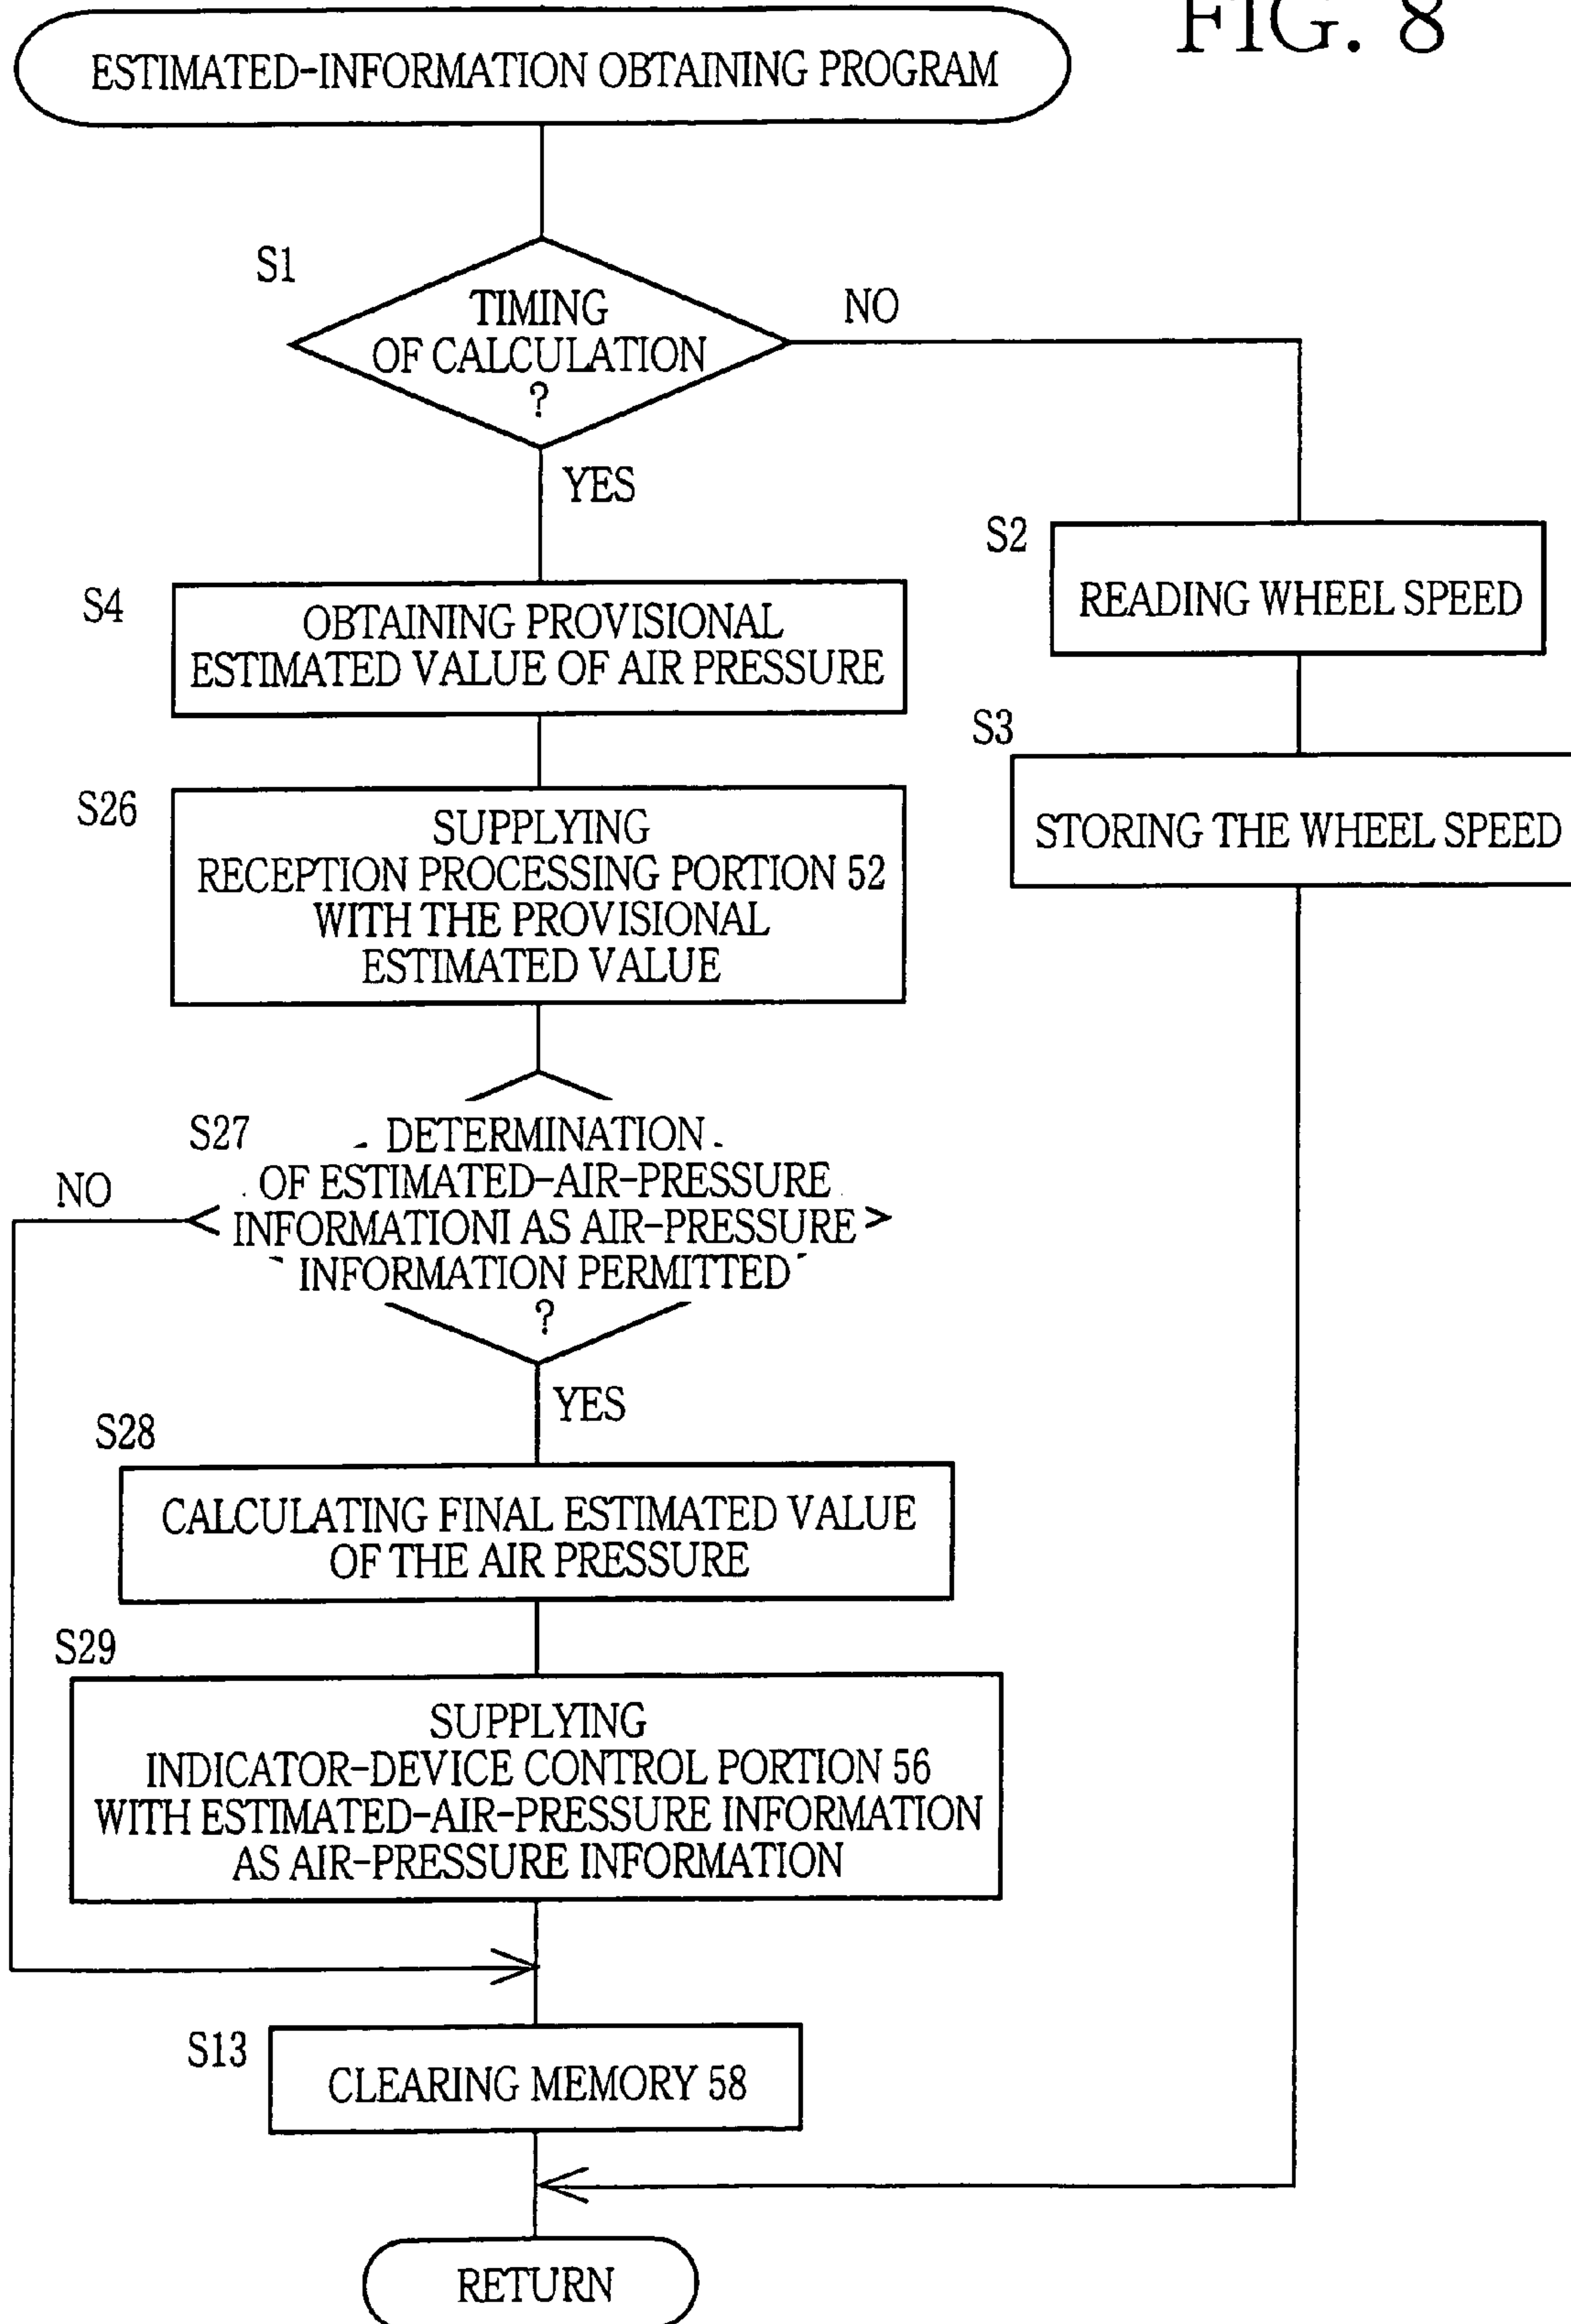 FIG. 8
ESTIMATED-INFORMATION OBTAINING PROGRAM
S1
TIMING
OF CALCULATION
?
NO
YES
S2
READING WHEEL SPEED
S3
STORING THE WHEEL SPEED
S4
OBTAINING PROVISIONAL
ESTIMATED VALUE OF AIR PRESSURE
S26
SUPPLYING
RECEPTION PROCESSING PORTION 52
WITH THE PROVISIONAL
ESTIMATED VALUE
S27
DETERMINATION
OF ESTIMATED-AIR-PRESSURE
INFORMATIONI AS AIR-PRESSURE
INFORMATION PERMITTED
?
NO
YES
S28
CALCULATING FINAL ESTIMATED VALUE
OF THE AIR PRESSURE
S29
SUPPLYING
INDICATOR-DEVICE CONTROL PORTION 56
WITH ESTIMATED-AIR-PRESSURE INFORMATION
AS AIR-PRESSURE INFORMATION
S13
CLEARING MEMORY 58
RETURN